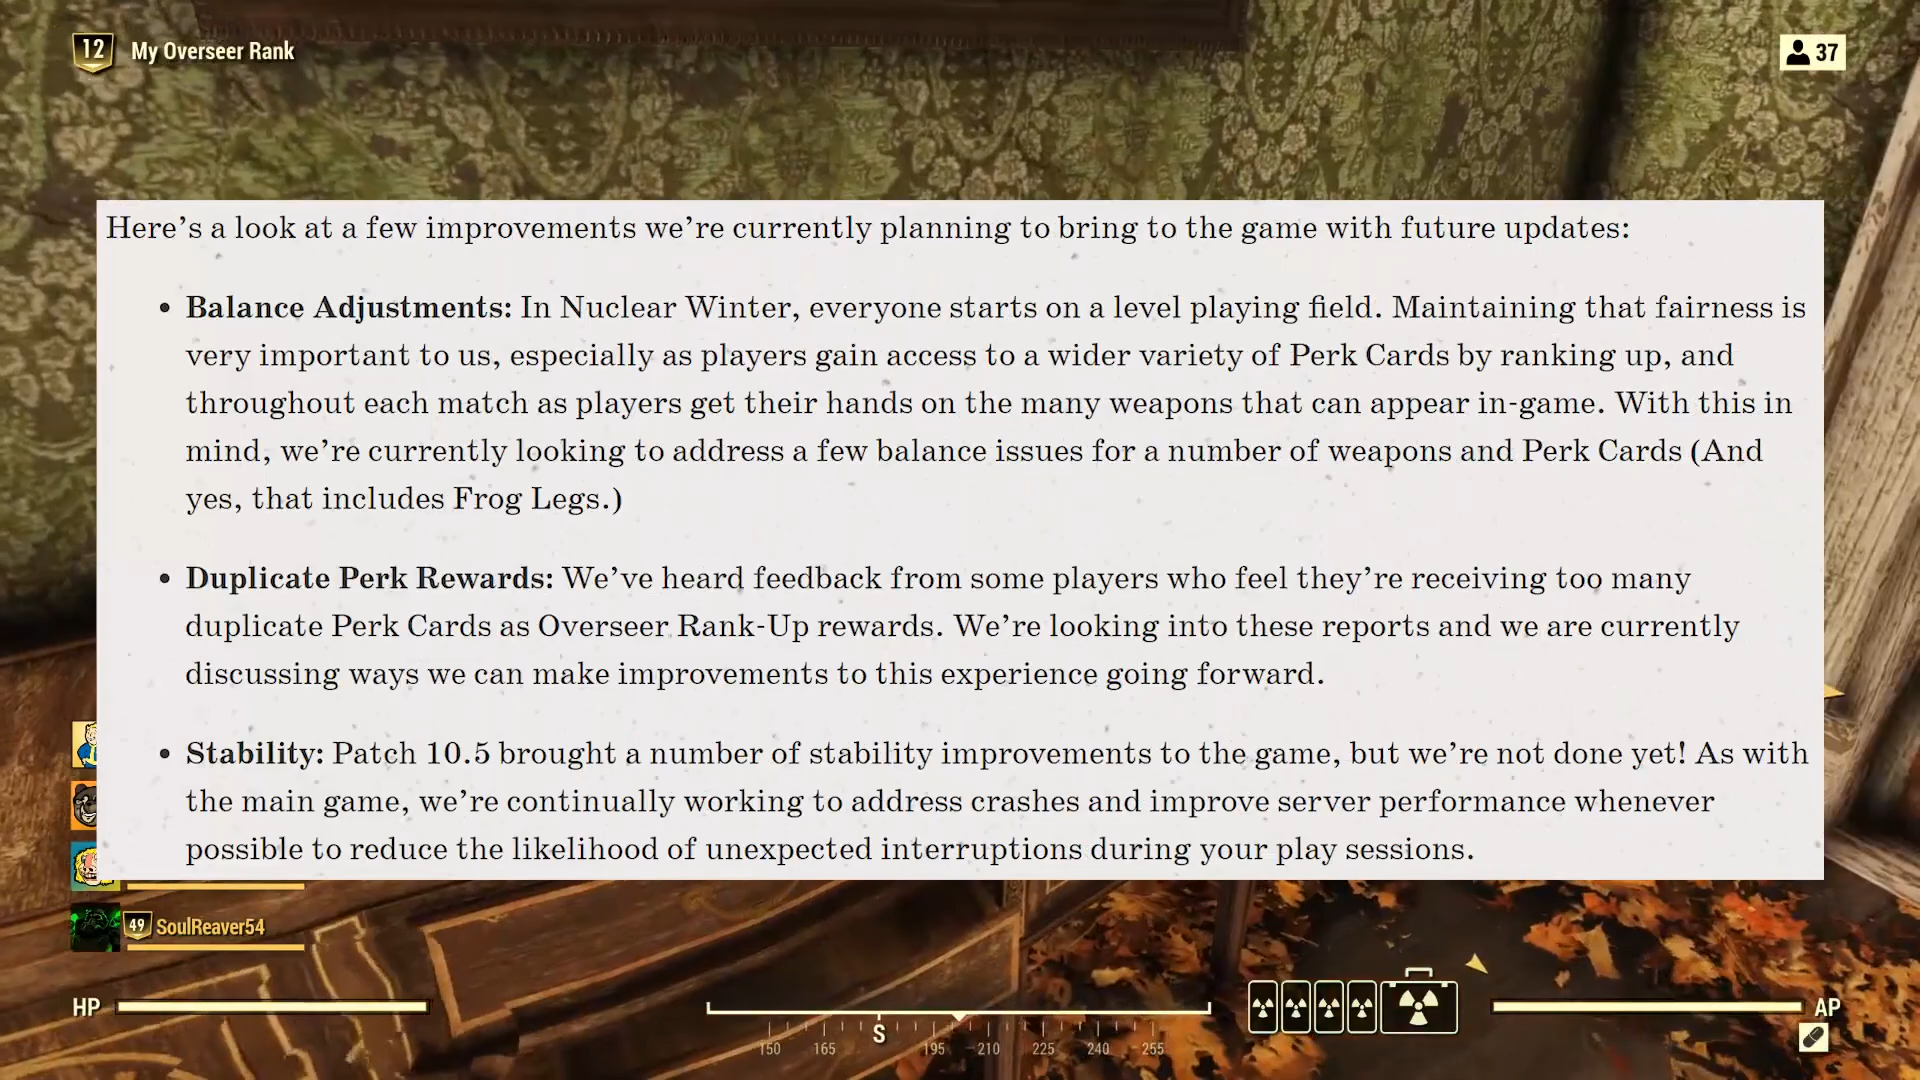 12 My Overseer Rank
37
Here's a look at a few improvements we're currently planning to bring to the game with future updates:
• Balance Adjustments: In Nuclear Winter, everyone starts on a level playing field. Maintaining that fairness is
very important to us, especially as players gain access to a wider variety of Perk Cards by ranking up, and
throughout each match as players get their hands on the many weapons that can appear in-game. With this in
mind, we're currently looking to address a few balance issues for a number of weapons and Perk Cards (And
yes, that includes Frog Legs.)
• Duplicate Perk Rewards: We've heard feedback from some players who feel they're receiving too many
duplicate Perk Cards as Overseer Rank-Up rewards. We're looking into these reports and we are currently
discussing ways we can make improvements to this experience going forward.
• Stability: Patch 10.5 brought a number of stability improvements to the game, but we're not done yet! As with
the main game, we're continually working to address crashes and improve server performance whenever
possible to reduce the likelihood of unexpected interruptions during your play sessions.
49 SoulReaver54
HP
AP
150 165 S 195 210 225 240 255